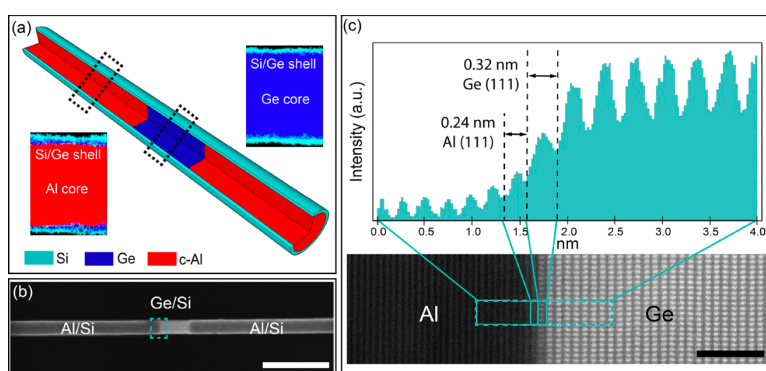 (a)
Si/Ge shell
Ge core
Si/Ge shell
Al core
Si Ge c-Al
(b)
Ge/Si
Al/Si Al/Si
(c)
Intensity (a.u.)
0.32 nm
Ge (111)
0.24 nm
Al (111)
0.0 0.5 1.0 1.5 2.0 2.5 3.0 3.5 4.0
nm
Al Ge